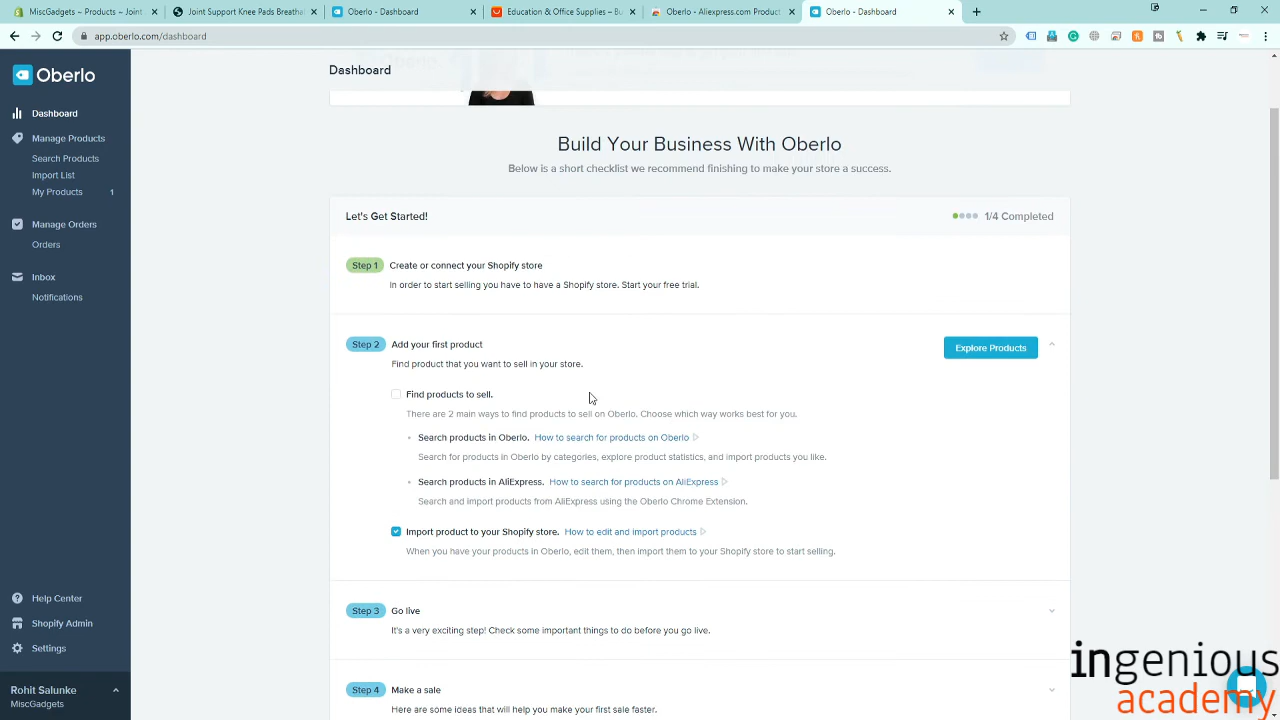 MiscGadgets ~ Products ~ Joint
Joint Support Knee Pads Breatha
Oberlo - Dashboard
Education & Office Supplies ~ Bu
Oberlo - Aliexpress.com Product
Oberlo - Dashboard
app.oberlo.com/dashboard
Oberlo
Dashboard
Manage Products
Search Products
Import List
My Products 1
Manage Orders
Orders
Inbox
Notifications
Help Center
Shopify Admin
Settings
Rohit Salunke
MiscGadgets
Dashboard
Build Your Business With Oberlo
Below is a short checklist we recommend finishing to make your store a success.
Let's Get Started! 1/4 Completed
Step 1 Create or connect your Shopify store
In order to start selling you have to have a Shopify store. Start your free trial.
Step 2 Add your first product Explore Products
Find product that you want to sell in your store.
Find products to sell.
There are 2 main ways to find products to sell on Oberlo. Choose which way works best for you.
Search products in Oberlo. How to search for products on Oberlo
Search for products in Oberlo by categories, explore product statistics, and import products you like.
Search products in AliExpress. How to search for products on AliExpress
Search and import products from AliExpress using the Oberlo Chrome Extension.
Import product to your Shopify store. How to edit and import products
When you have your products in Oberlo, edit them, then import them to your Shopify store to start selling.
Step 3 Go live
It's a very exciting step! Check some important things to do before you go live.
Step 4 Make a sale
Here are some ideas that will help you make your first sale faster.
ingenious
academy